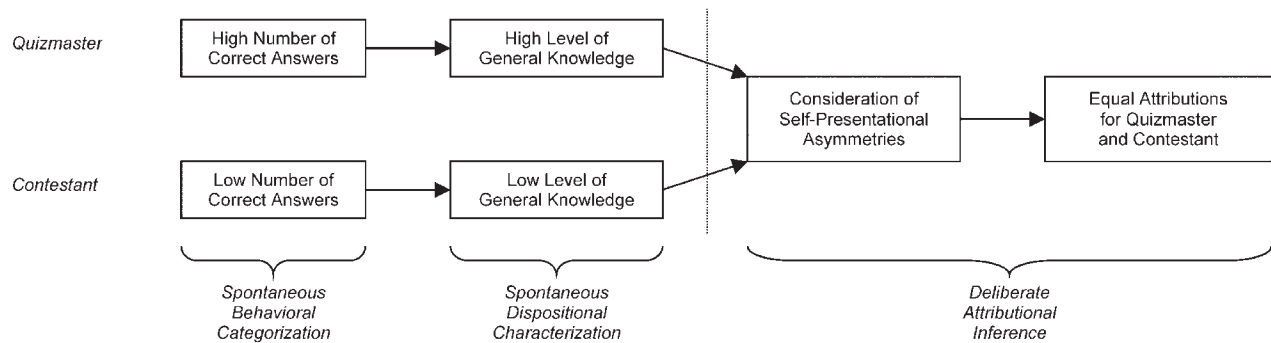 Quizmaster
High Number of
Correct Answers
High Level of
General Knowledge
Consideration of
Self-Presentational
Asymmetries
Equal Attributions
for Quizmaster
and Contestant
Contestant
Low Number of
Correct Answers
Low Level of
General Knowledge
Spontaneous
Behavioral
Categorization
Spontaneous
Dispositional
Characterization
Deliberate
Attributional
Inference